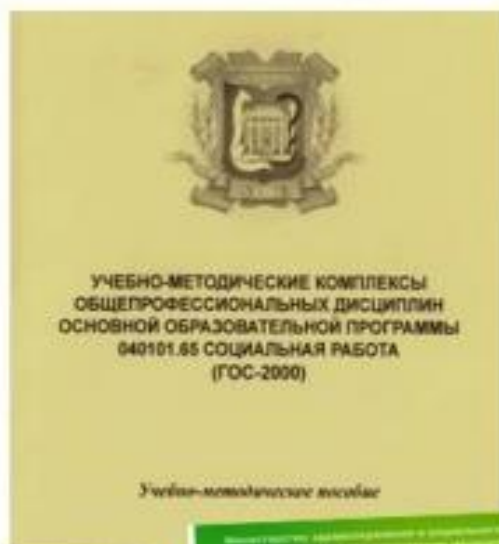 УЧЕБНО-МЕТОДИЧЕСКИЕ КОМПЛЕКСЫ
ОБЩЕПРОФЕССИОНАЛЬНЫХ ДИСЦИПЛИН
ОСНОВНОЙ ОБРАЗОВАТЕЛЬНОЙ ПРОГРАММЫ
040101.65 СОЦИАЛЬНАЯ РАБОТА
(ГОС-2000)
Учебно-методическое пособие